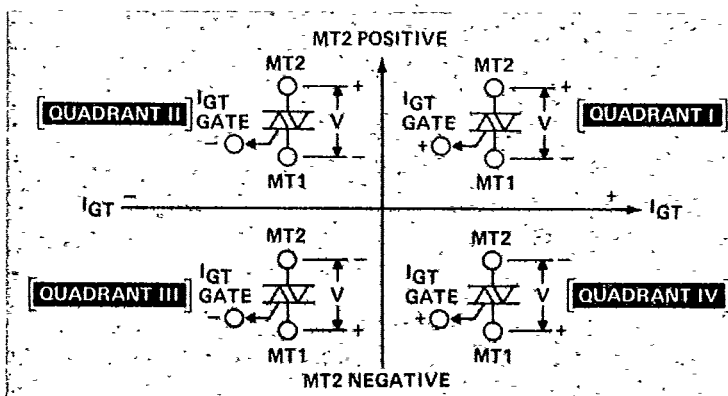 MT2 POSITIVE
[QUADRANT II]
IGT
GATE
−
MT2
+
V
−
MT1
IGT
GATE
+
MT2
+
V
−
MT1
[QUADRANT I]
IGT −
+ IGT
[QUADRANT III]
IGT
GATE
−
MT2
−
V
+
MT1
IGT
GATE
+
MT2
−
V
+
MT1
[QUADRANT IV]
MT2 NEGATIVE